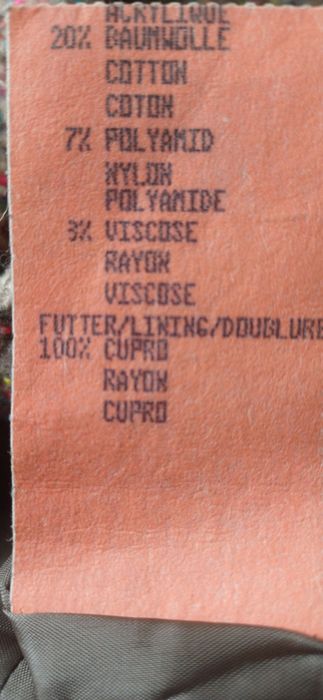 ACRYLIQUE
20% BAUMWOLLE
COTTON
COTON
7% POLYAMID
NYLON
POLYAMIDE
3% VISCOSE
RAYON
VISCOSE
FUTTER/LINING/DOUBLURE
100% CUPRO
RAYON
CUPRO